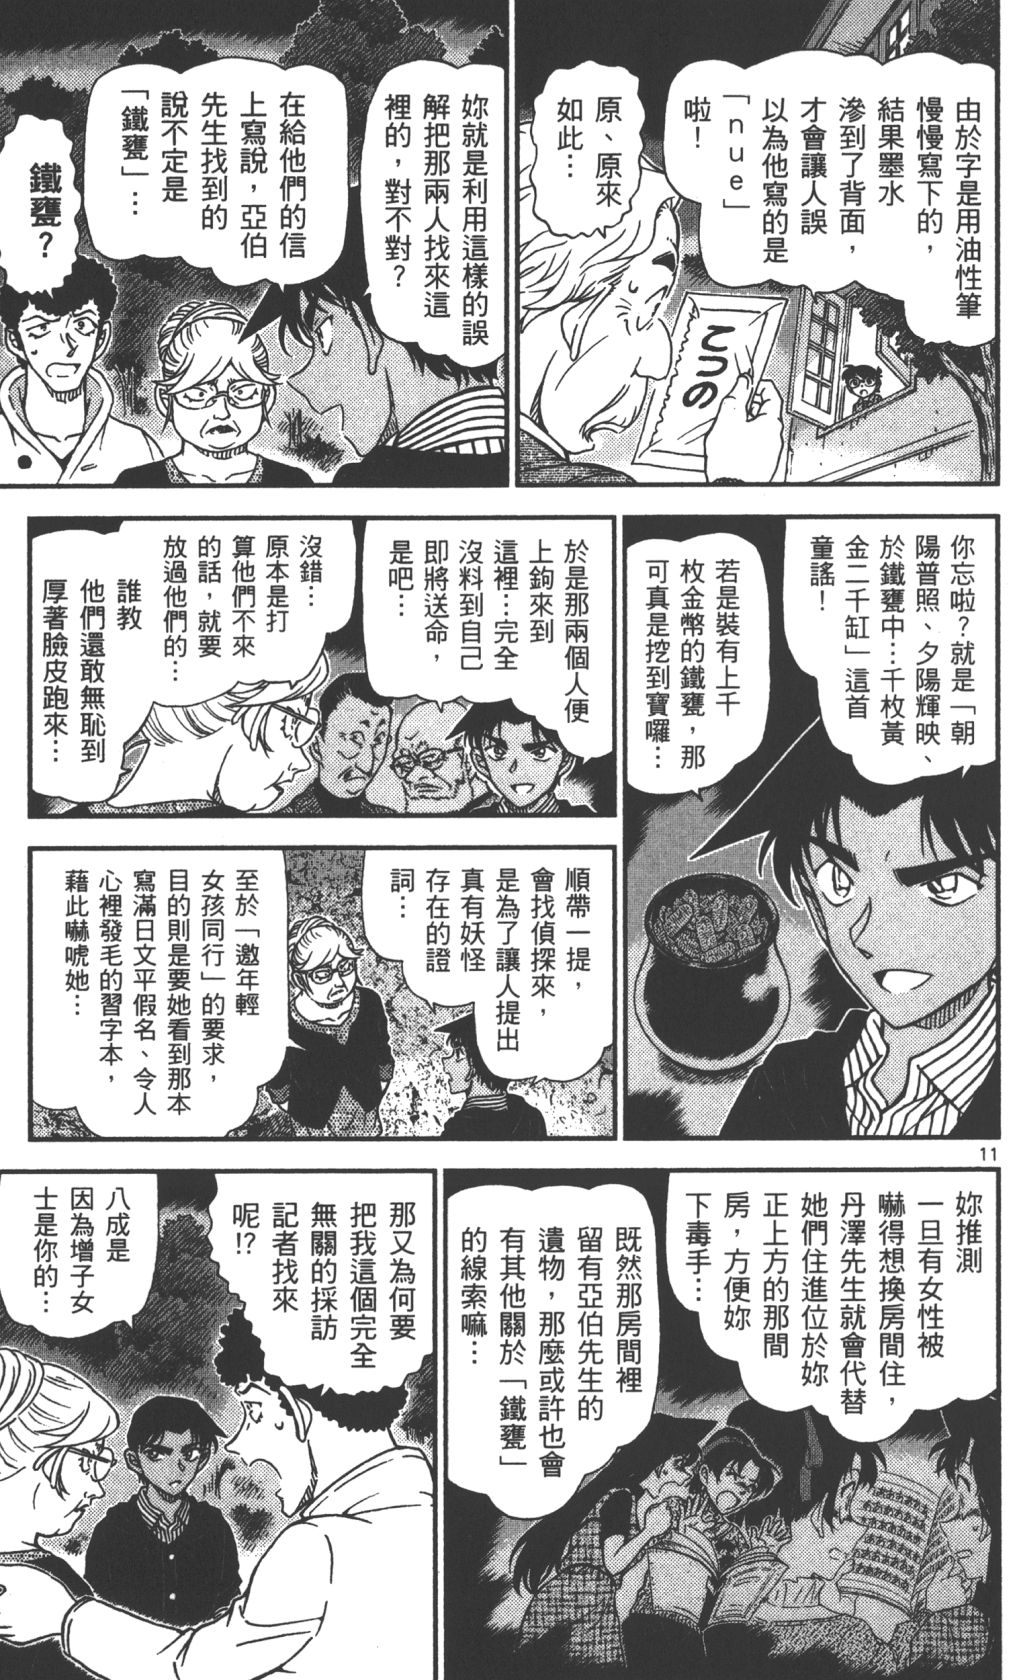 由於字是用油性筆
慢慢寫下的，
結果墨水
滲到了背面，
才會讓人誤
以為他寫的是
「nue」
啦！
原、原來
如此…
こつの
妳就是利用這樣的誤
解把那兩人找來這
裡的，對不對？
在給他們的信
上寫說，亞伯
先生找到的
說不定是
「鐵甕」…
鐵甕？
你忘啦？就是「朝
陽普照、夕陽輝映、
於鐵甕中…千枚黃
金二千缸」這首
童謠！
若是裝有上千
枚金幣的鐵甕，那
可真是挖到寶囉…
於是那兩個人便
上鉤來到
這裡…完全
沒料到自己
即將送命，
是吧…
沒錯…
原本是打
算他們不來
的話，就要
放過他們的…
誰教
他們還敢無恥到
厚著臉皮跑來…
順帶一提，
會找偵探來，
是為了讓人提出
真有妖怪
存在的證
詞…
至於「邀年輕
女孩同行」的要求，
目的則是要她看到那本
寫滿日文平假名、令人
心裡發毛的習字本，
藉此嚇唬她…
11
妳推測
一旦有女性被
嚇得想換房間住，
丹澤先生就會代替
她們住進位於妳
正上方的那間
房，方便妳
下毒手…
既然那房間裡
留有亞伯先生的
遺物，那麼或許也會
有其他關於「鐵甕」
的線索嘛…
那又為何要
把我這個完全
無關的採訪
記者找來
呢!?
八成是
因為增子女
士是你的…